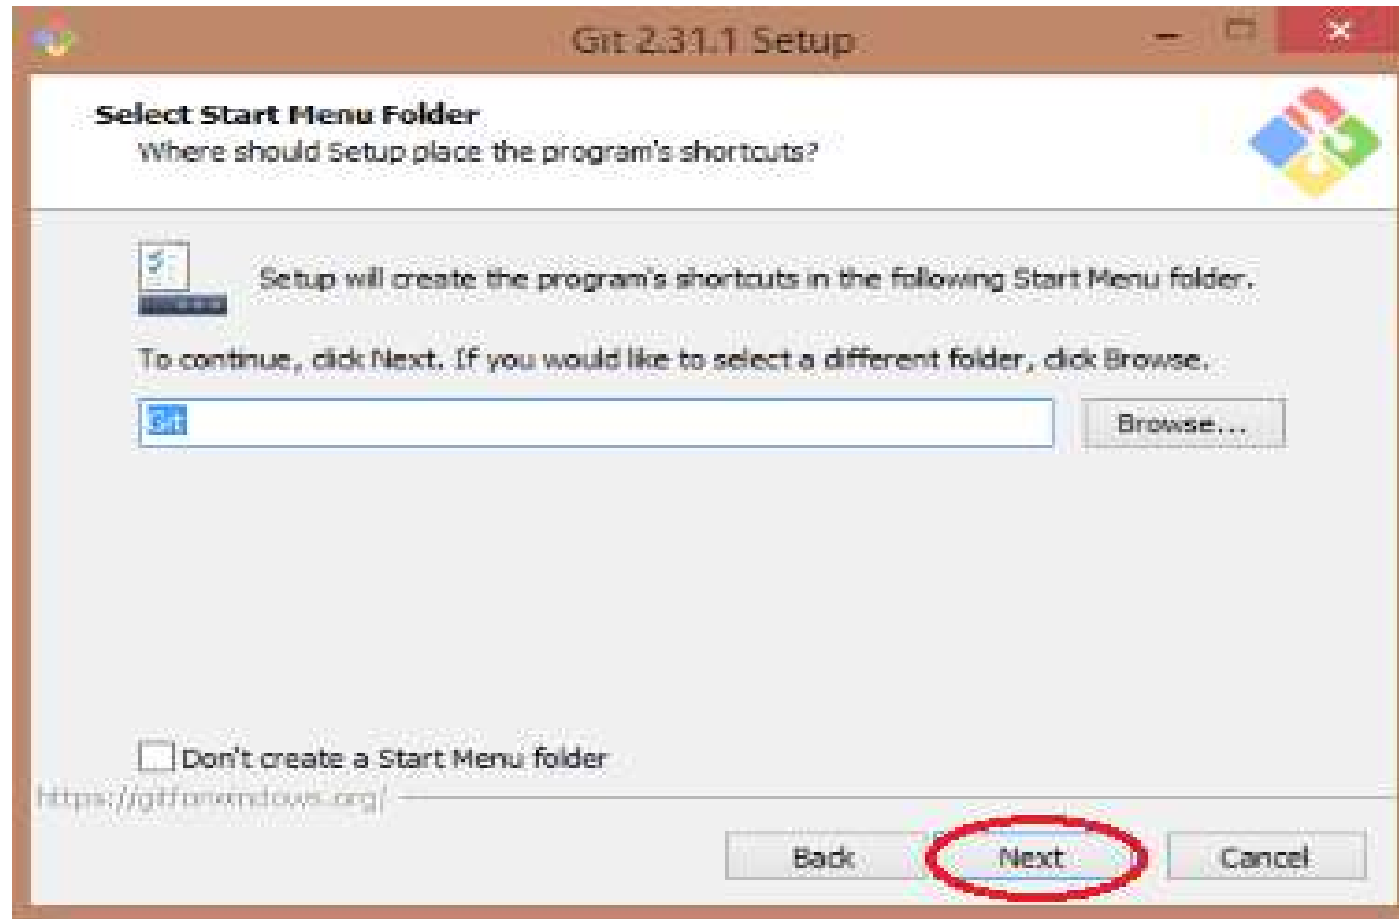 Git 2.31.1 Setup
Select Start Menu Folder
Where should Setup place the program's shortcuts?
Setup will create the program's shortcuts in the following Start Menu folder.
To continue, click Next. If you would like to select a different folder, click Browse.
Git
Browse...
Don't create a Start Menu folder
https://gitforwindows.org/
Back
Next
Cancel